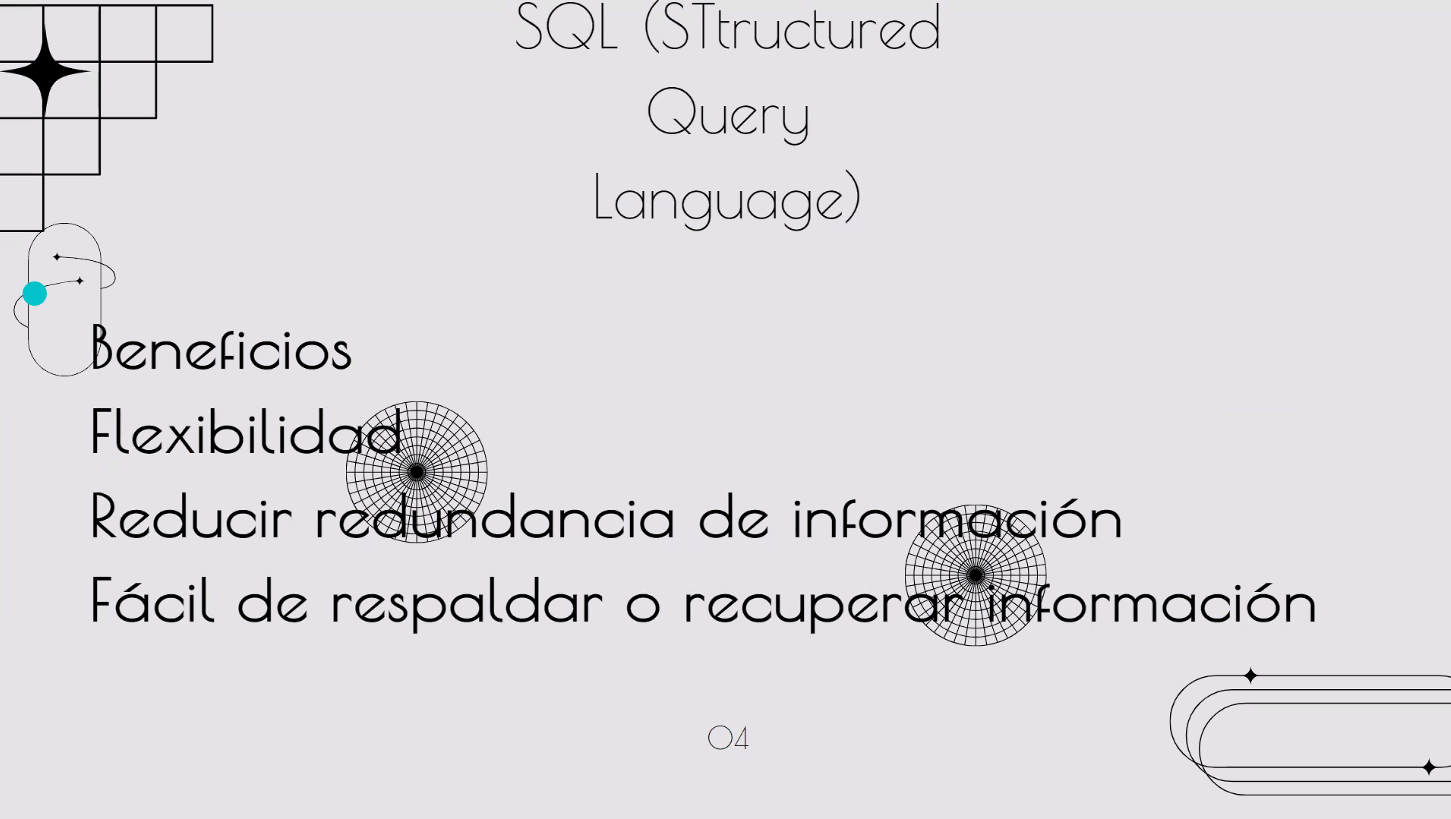 SQL (STtructured
Query
Language)
Beneficios
Flexibilidad
Reducir redundancia de información
Fácil de respaldar o recuperar información
04